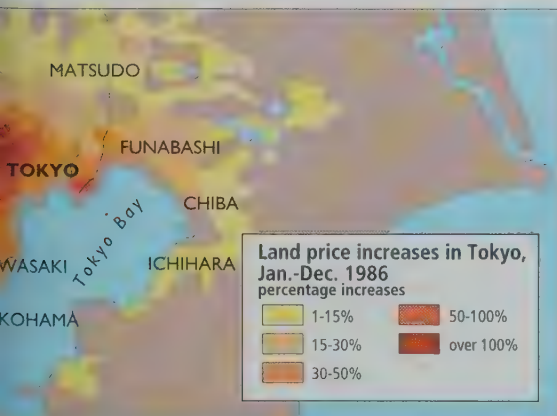 MATSUDO
FUNABASHI
TOKYO
CHIBA
Tokyo Bay
WASAKI
ICHIHARA
KOHAMA
Land price increases in Tokyo,
Jan.-Dec. 1986
percentage increases
1-15%
50-100%
15-30%
over 100%
30-50%